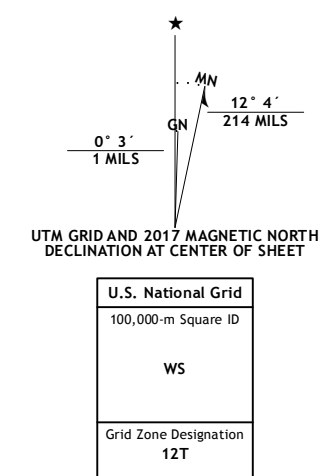 ★
MN
GN
12° 4´
214 MILS
0° 3´
1 MILS
UTM GRID AND 2017 MAGNETIC NORTH
DECLINATION AT CENTER OF SHEET
U.S. National Grid
100,000-m Square ID
WS
Grid Zone Designation
12T